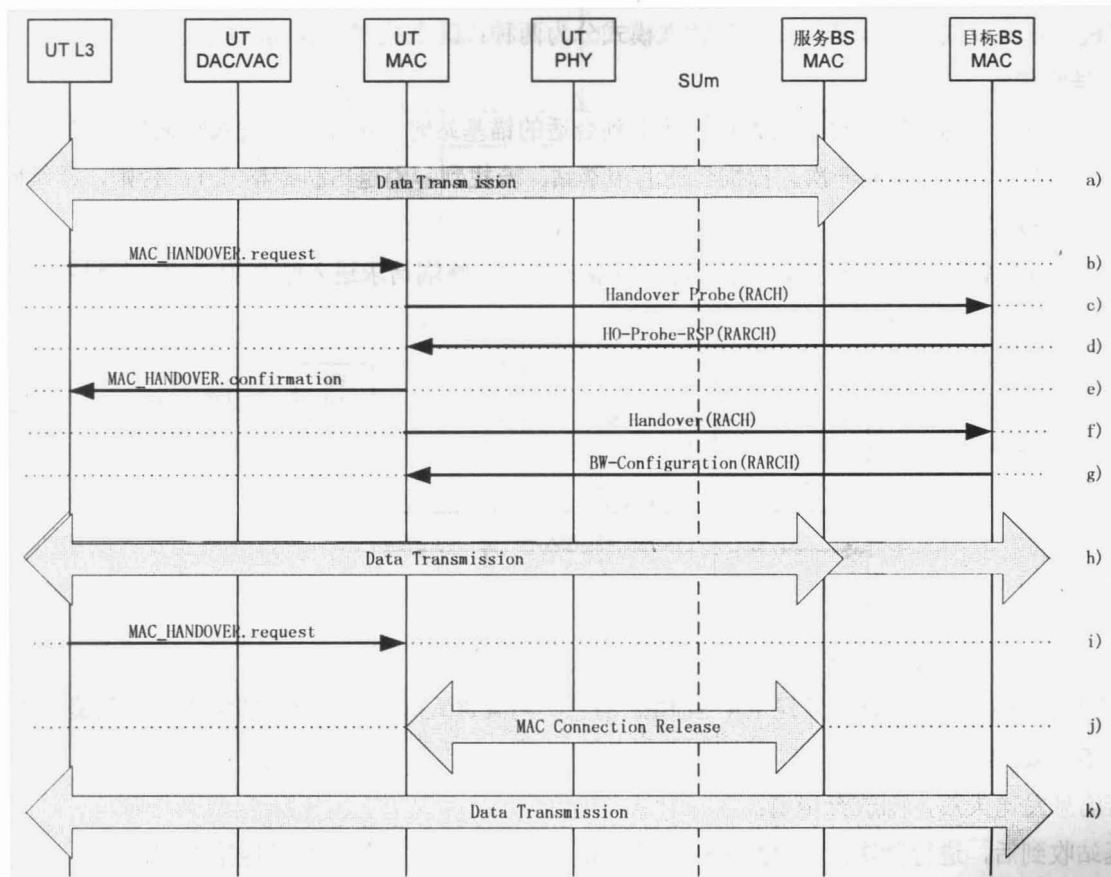 UT L3
UT
DAC/VAC
UT
MAC
UT
PHY
SUm
服务BS
MAC
目标BS
MAC
Data Transmission
a)
MAC_HANDOVER.request
b)
Handover Probe(RACH)
c)
HO-Probe-RSP(RARCH)
d)
MAC_HANDOVER.confirmation
e)
Handover(RACH)
f)
BW-Configuration(RARCH)
g)
Data Transmission
h)
MAC_HANDOVER.request
i)
MAC Connection Release
j)
Data Transmission
k)